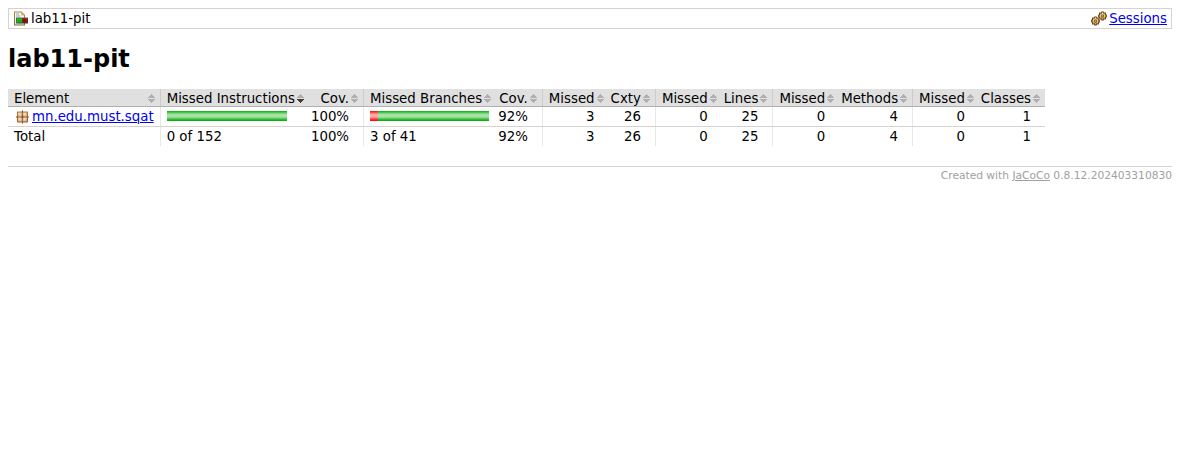 lab11-pit Sessions
lab11-pit
Element Missed Instructions Cov. Missed Branches Cov. Missed Cxty Missed Lines Missed Methods Missed Classes
mn.edu.must.sqat 100% 92% 3 26 0 25 0 4 0 1
Total 0 of 152 100% 3 of 41 92% 3 26 0 25 0 4 0 1
Created with JaCoCo 0.8.12.202403310830